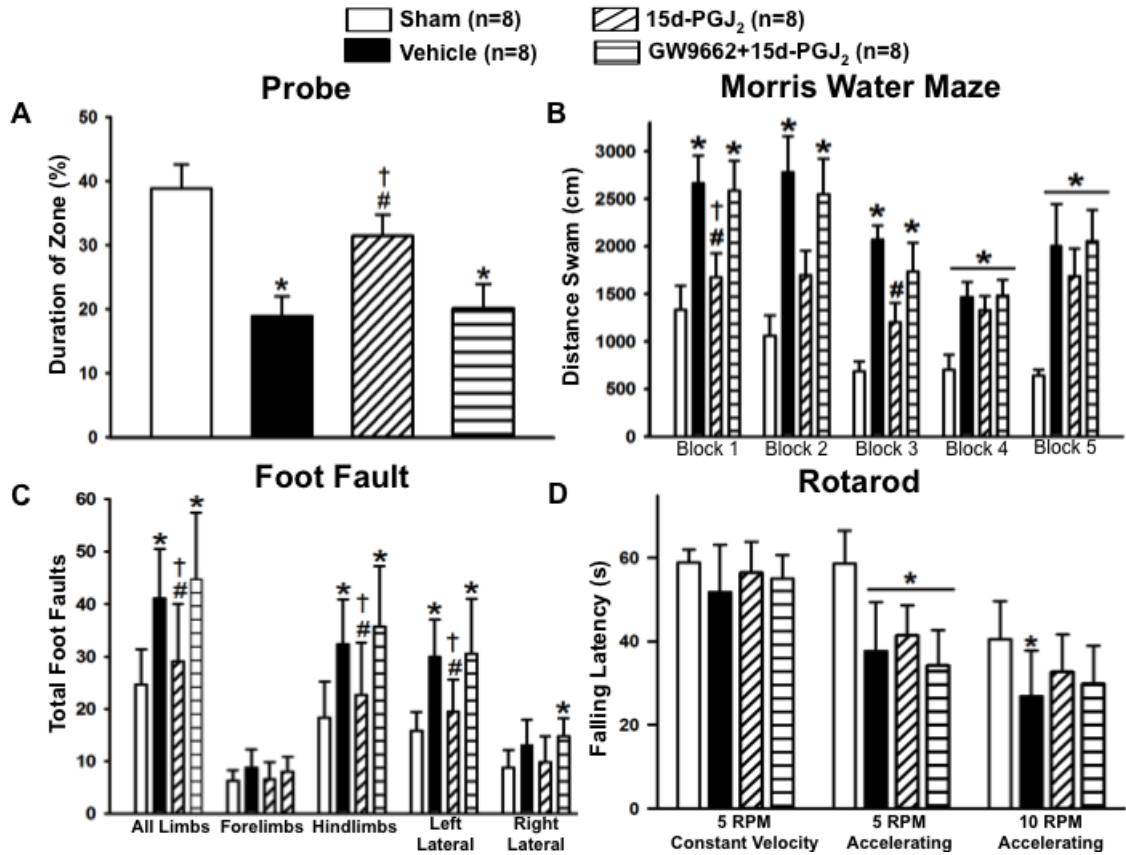 Sham (n=8)
Vehicle (n=8)
15d-PGJ2 (n=8)
GW9662+15d-PGJ2 (n=8)
A
Probe
Duration of Zone (%)
50
40
30
20
10
0
*
†
#
*
B
Morris Water Maze
Distance Swam (cm)
3000
2500
2000
1500
1000
500
0
*
†
#
*
*
*
*
#
*
*
*
Block 1 Block 2 Block 3 Block 4 Block 5
C
Foot Fault
Total Foot Faults
60
50
40
30
20
10
0
*
†
#
*
*
†
#
*
*
†
#
*
*
All Limbs Forelimbs Hindlimbs Left Right
Lateral Lateral
D
Rotarod
Falling Latency (s)
60
40
20
0
*
*
5 RPM 5 RPM 10 RPM
Constant Velocity Accelerating Accelerating